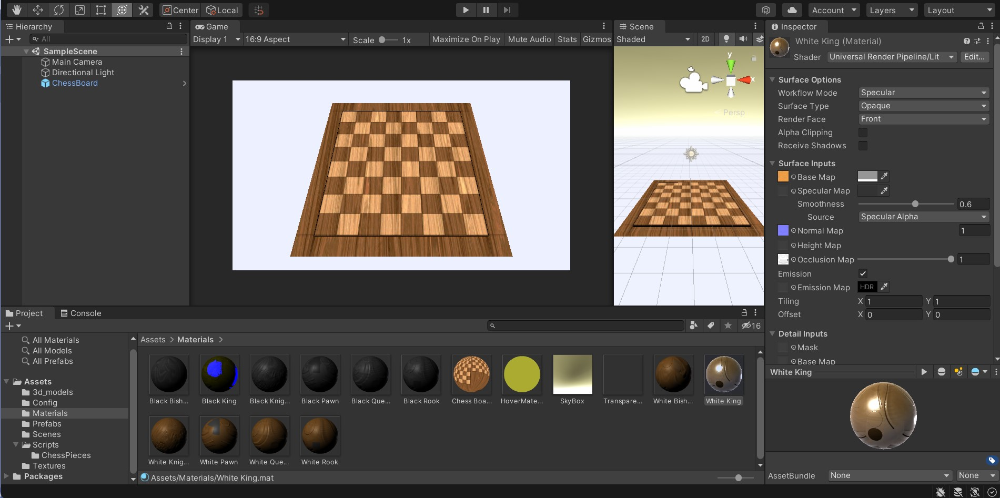 Center Local Account Layers Layout
Hierarchy
All
SampleScene
Main Camera
Directional Light
ChessBoard
Game
Display 1 16:9 Aspect Scale 1x Maximize On Play Mute Audio Stats Gizmos
Scene
Shaded 2D
y
x
Persp
Inspector
White King (Material)
Shader Universal Render Pipeline/Lit Edit...
Surface Options
Workflow Mode Specular
Surface Type Opaque
Render Face Front
Alpha Clipping
Receive Shadows
Surface Inputs
Base Map
Specular Map
Smoothness 0.6
Source Specular Alpha
Normal Map 1
Height Map
Occlusion Map 1
Emission
Emission Map HDR
Tiling X 1 Y 1
Offset X 0 Y 0
Detail Inputs
Mask
Base Map
Project Console
16
All Materials
All Models
All Prefabs
Assets
3d_models
Config
Materials
Prefabs
Scenes
Scripts
ChessPieces
Textures
Packages
Assets > Materials >
Black Bish... Black King Black Knig... Black Pawn Black Que... Black Rook Chess Boa... HoverMate... SkyBox Transpare... White Bish... White King
White Knig... White Pawn White Que... White Rook
Assets/Materials/White King.mat
White King
AssetBundle None None